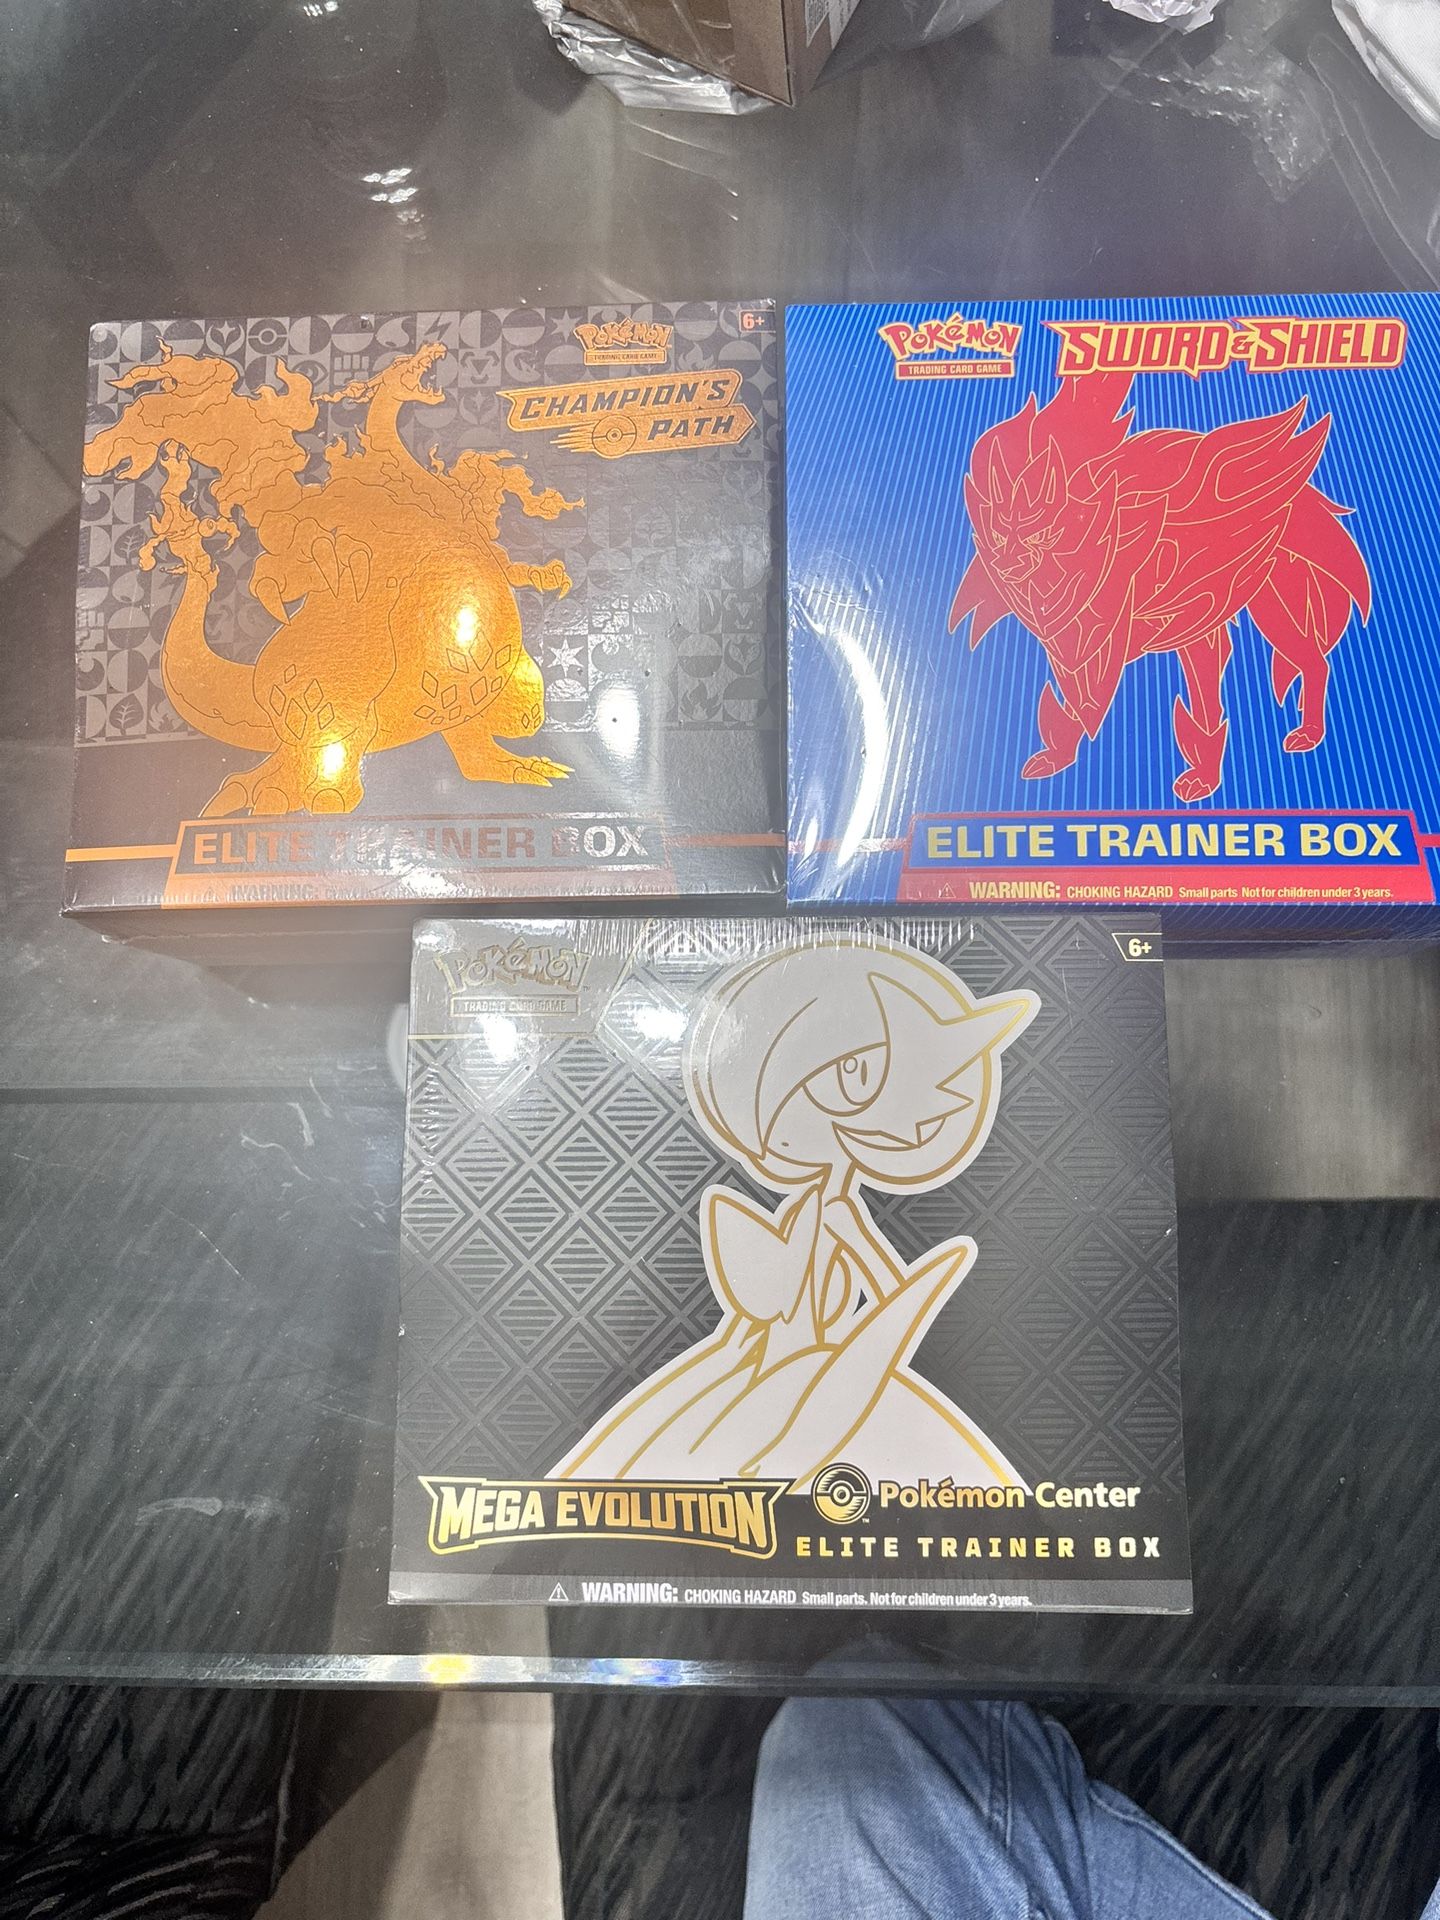 6+
POKéMON
TRADING CARD GAME
CHAMPION'S
PATH
ELITE TRAINER BOX
WARNING:
POKéMON
TRADING CARD GAME
SWORD & SHIELD
ELITE TRAINER BOX
WARNING: CHOKING HAZARD Small parts Not for children under 3 years.
6+
POKéMON
TRADING CARD GAME
MEGA EVOLUTION
Pokémon Center
ELITE TRAINER BOX
WARNING: CHOKING HAZARD Small parts. Not for children under 3 years.